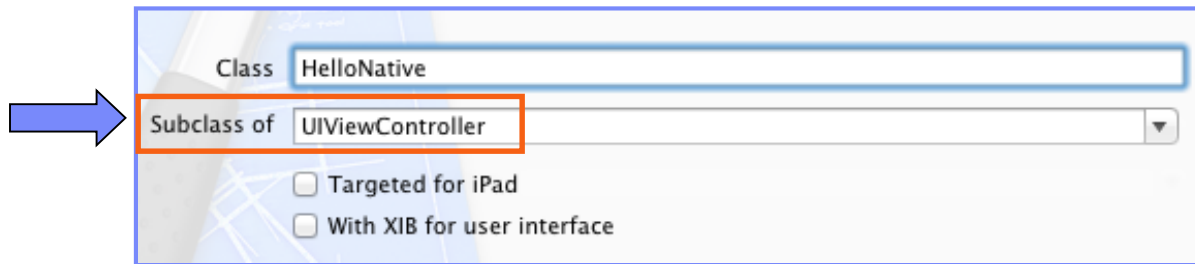 Class HelloNative
Subclass of UIViewController
Targeted for iPad
With XIB for user interface